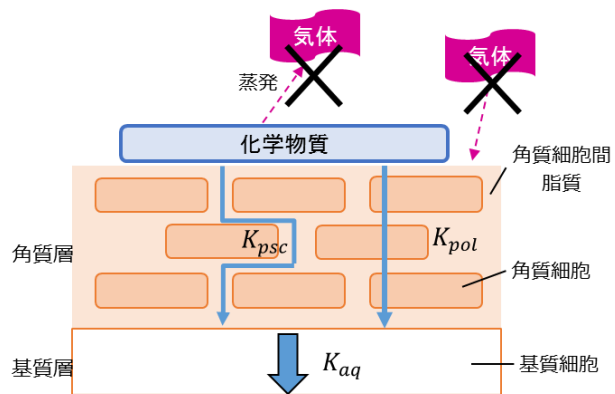 気体
気体
蒸発
化学物質
角質細胞間
脂質
K_psc
K_pol
角質層
角質細胞
基質層
K_aq
基質細胞